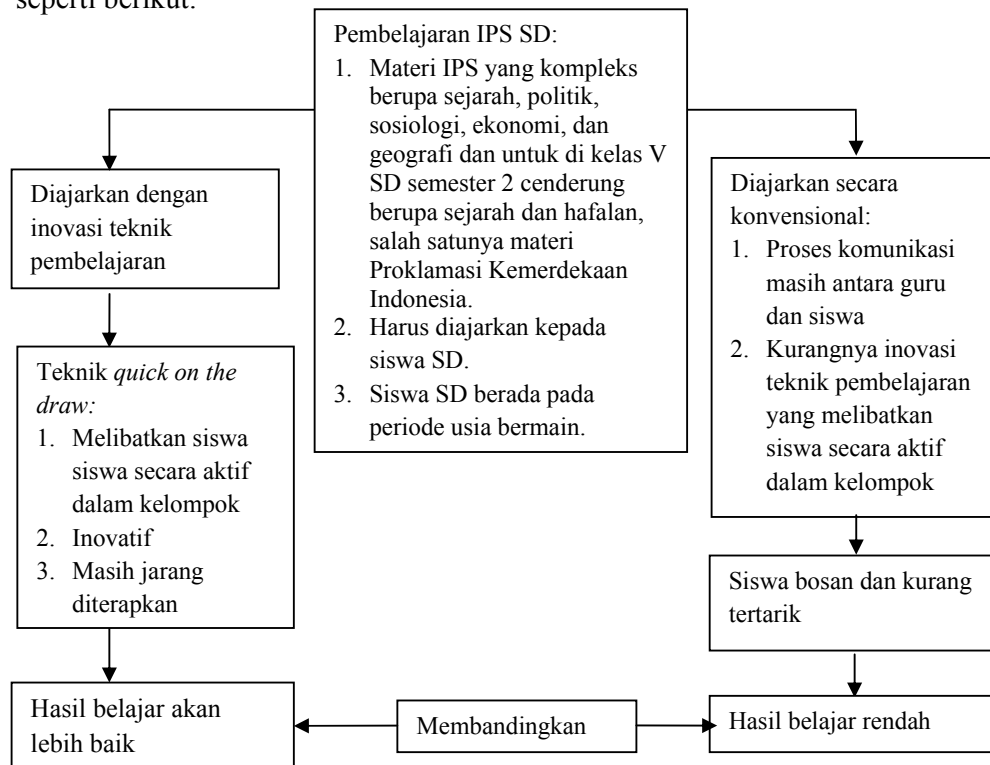 seperti berikut:
Pembelajaran IPS SD:
1. Materi IPS yang kompleks
berupa sejarah, politik,
sosiologi, ekonomi, dan
geografi dan untuk di kelas V
SD semester 2 cenderung
berupa sejarah dan hafalan,
salah satunya materi
Proklamasi Kemerdekaan
Indonesia.
2. Harus diajarkan kepada
siswa SD.
3. Siswa SD berada pada
periode usia bermain.
Diajarkan dengan
inovasi teknik
pembelajaran
Teknik quick on the
draw:
1. Melibatkan siswa
siswa secara aktif
dalam kelompok
2. Inovatif
3. Masih jarang
diterapkan
Hasil belajar akan
lebih baik
Membandingkan
Diajarkan secara
konvensional:
1. Proses komunikasi
masih antara guru
dan siswa
2. Kurangnya inovasi
teknik pembelajaran
yang melibatkan
siswa secara aktif
dalam kelompok
Siswa bosan dan kurang
tertarik
Hasil belajar rendah